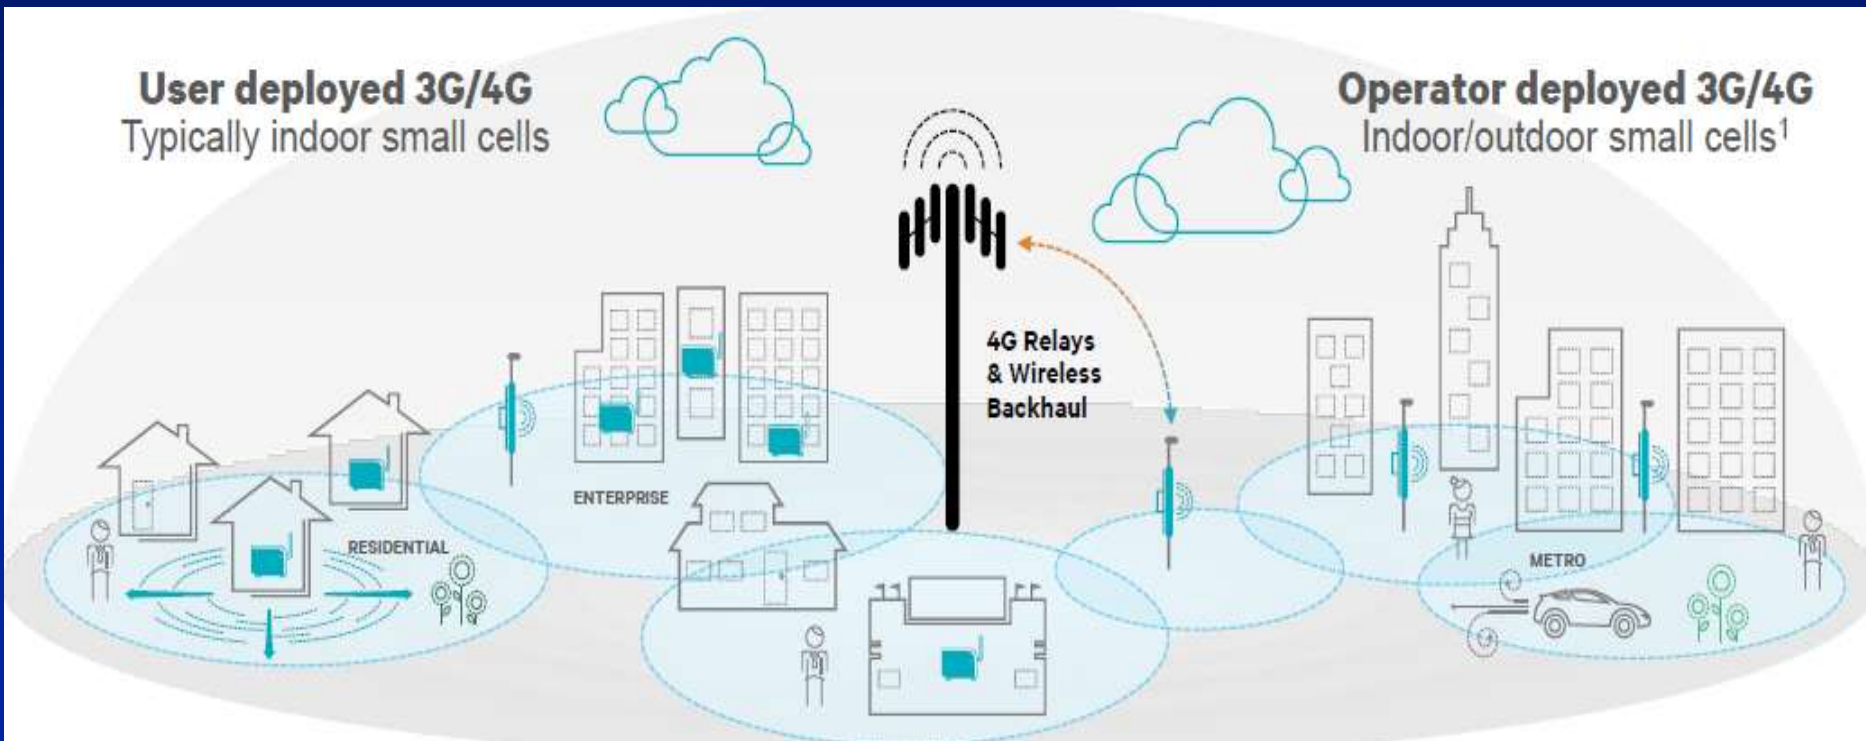 User deployed 3G/4G
Typically indoor small cells
Operator deployed 3G/4G
Indoor/outdoor small cells¹
4G Relays
& Wireless
Backhaul
ENTERPRISE
RESIDENTIAL
METRO